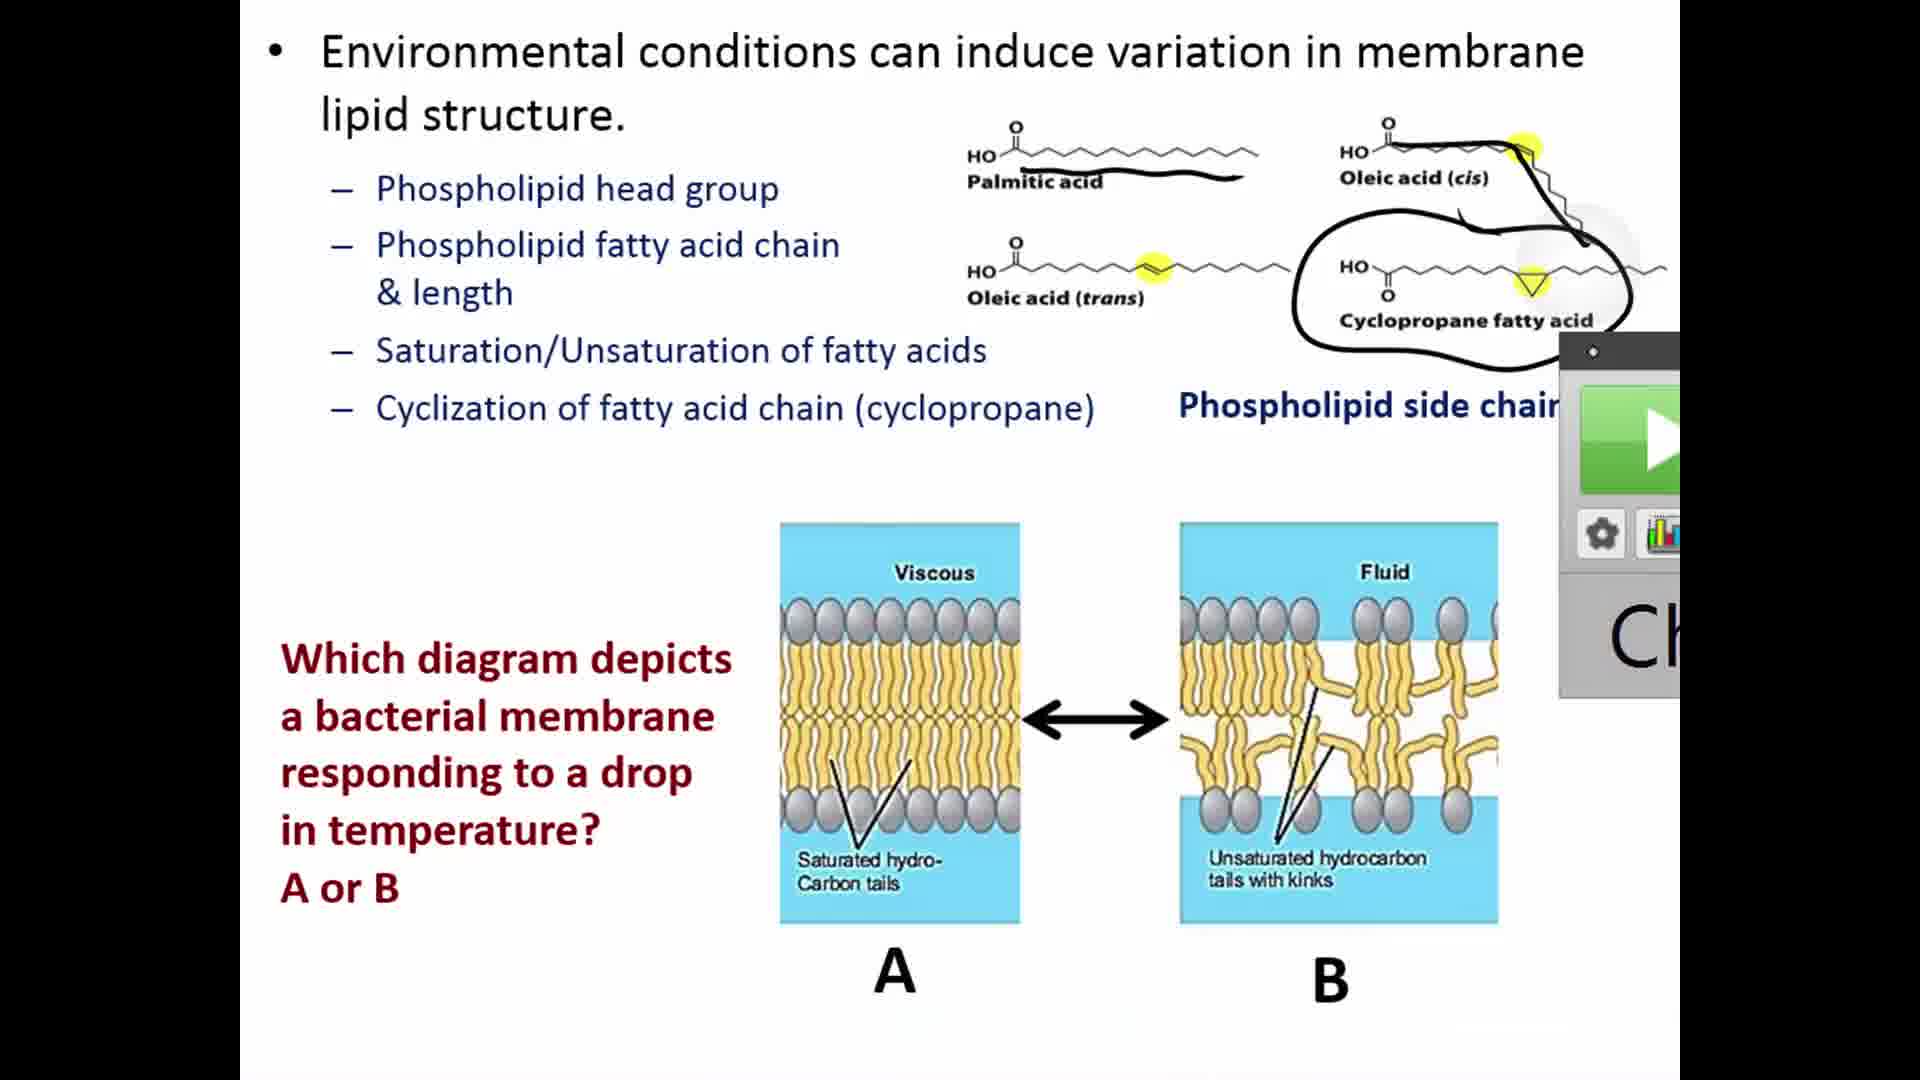 • Environmental conditions can induce variation in membrane
lipid structure.
– Phospholipid head group
– Phospholipid fatty acid chain
& length
– Saturation/Unsaturation of fatty acids
– Cyclization of fatty acid chain (cyclopropane)
O
HO
Palmitic acid
O
HO
Oleic acid (cis)
O
HO
Oleic acid (trans)
HO
O
Cyclopropane fatty acid
Phospholipid side chain
Ch
Which diagram depicts
a bacterial membrane
responding to a drop
in temperature?
A or B
Viscous
Saturated hydro-
Carbon tails
A
Fluid
Unsaturated hydrocarbon
tails with kinks
B